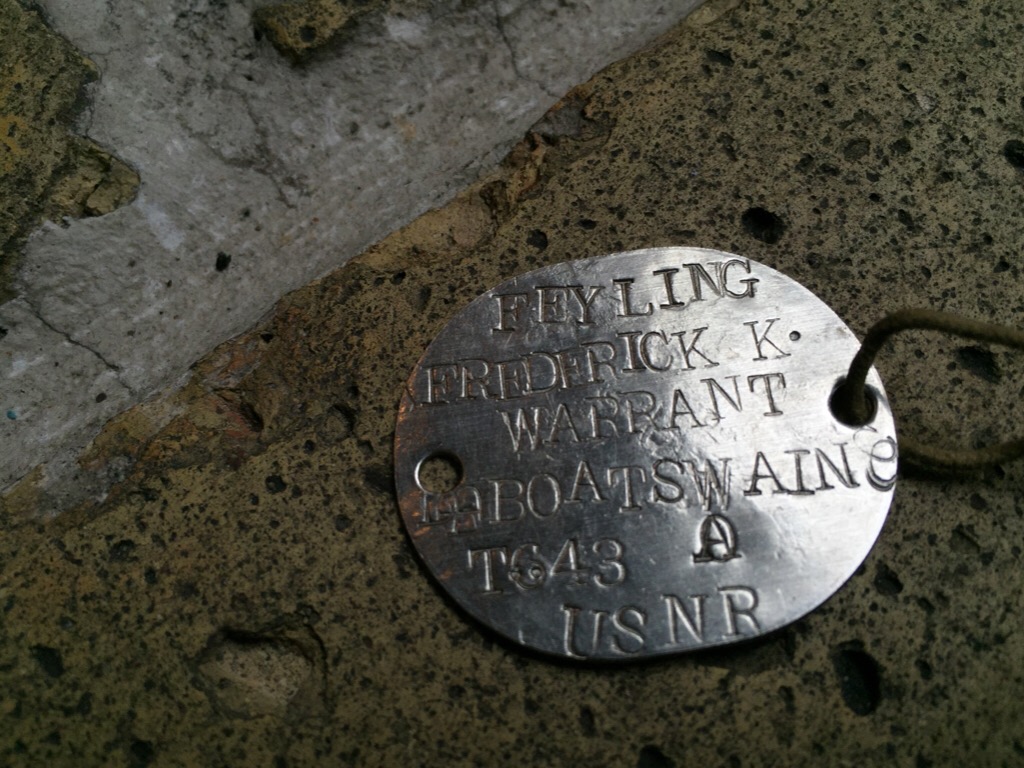 FEYLING
FREDERICK K.
WARRANT
BOATSWAIN
T643 A
USNR